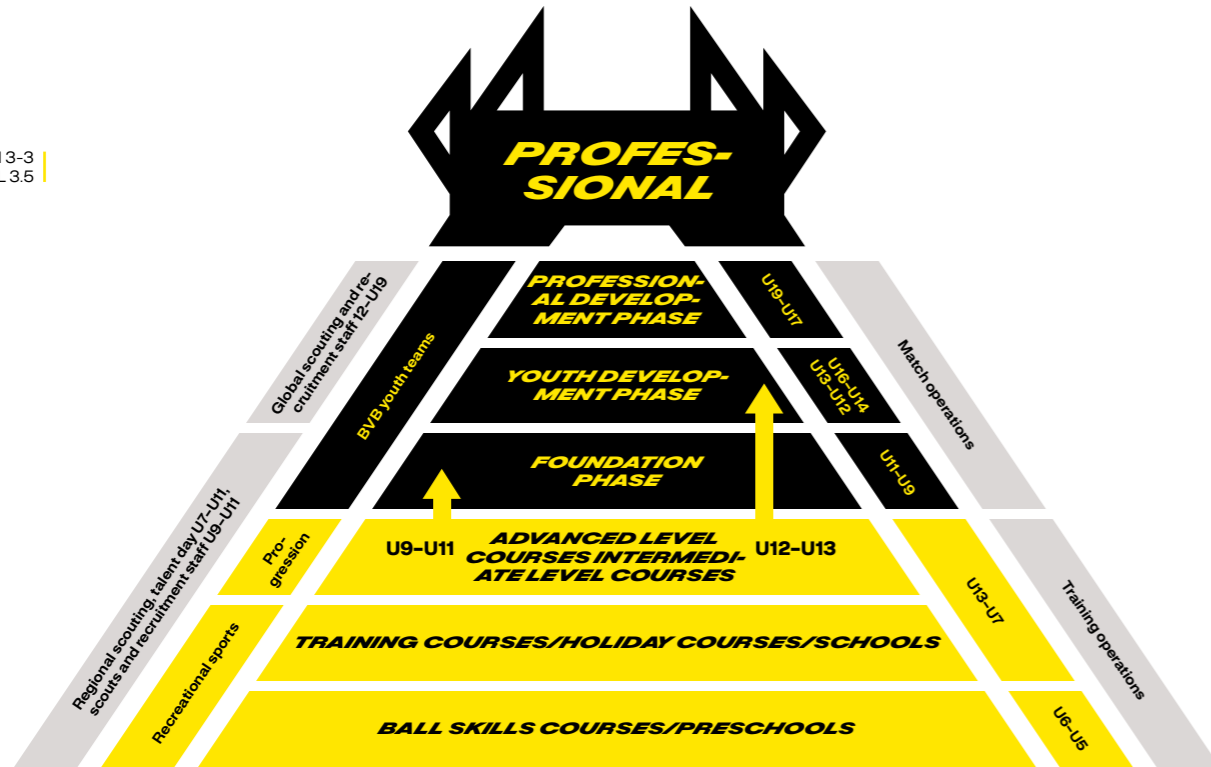 3-3
L 3.5
PROFES-
SIONAL
Global scouting and re-
cruitment staff 12–U19
BVB youth teams
PROFESSION-
AL DEVELOP-
MENT PHASE
U19–U17
Match operations
YOUTH DEVELOP-
MENT PHASE
U16–U14
U13–U12
FOUNDATION
PHASE
U11–U9
Regional scouting, talent day U7–U11,
scouts and recruitment staff U9–U11
Pro-
gression
U9–U11
ADVANCED LEVEL
COURSES INTERMEDI-
ATE LEVEL COURSES
U12–U13
U13–U7
Training operations
Recreational sports
TRAINING COURSES/HOLIDAY COURSES/SCHOOLS
BALL SKILLS COURSES/PRESCHOOLS
U6–U5